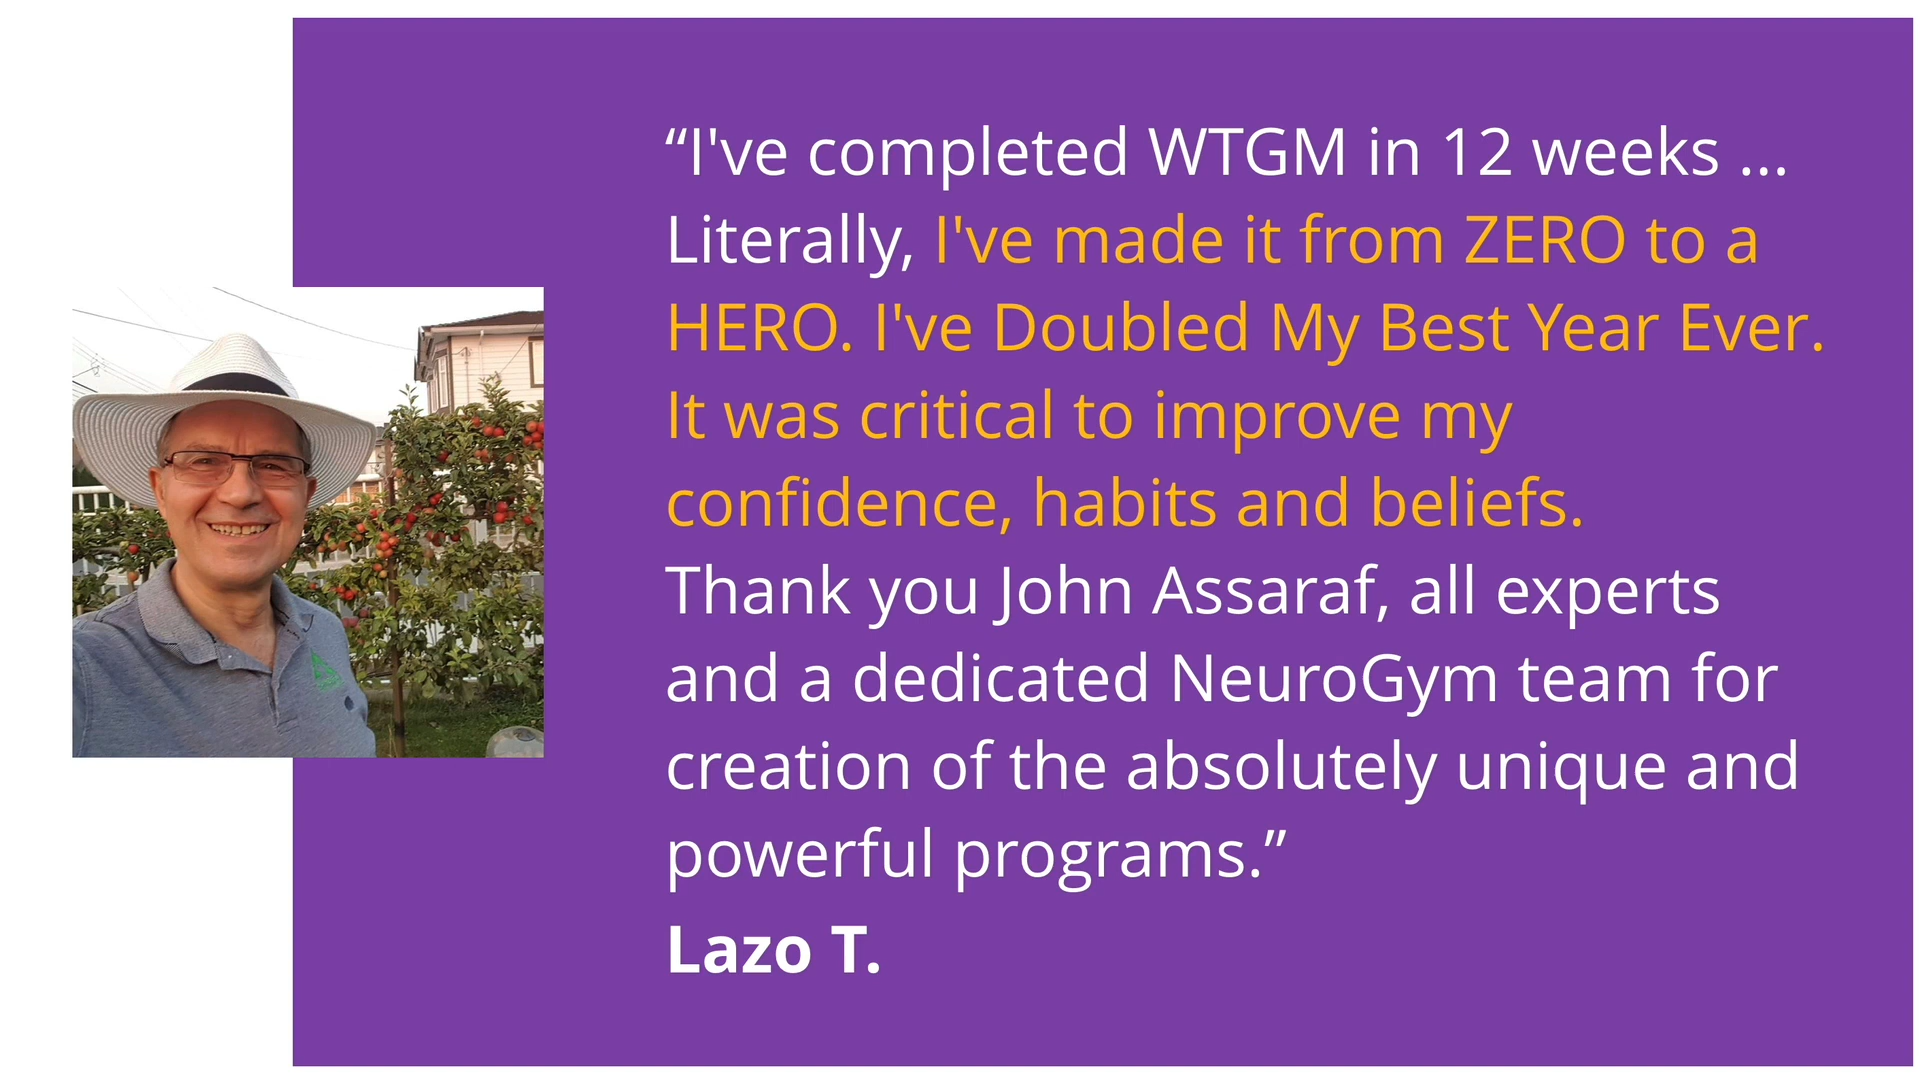 “I've completed WTGM in 12 weeks ...
Literally, I've made it from ZERO to a
HERO. I've Doubled My Best Year Ever.
It was critical to improve my
confidence, habits and beliefs.
Thank you John Assaraf, all experts
and a dedicated NeuroGym team for
creation of the absolutely unique and
powerful programs.”
Lazo T.